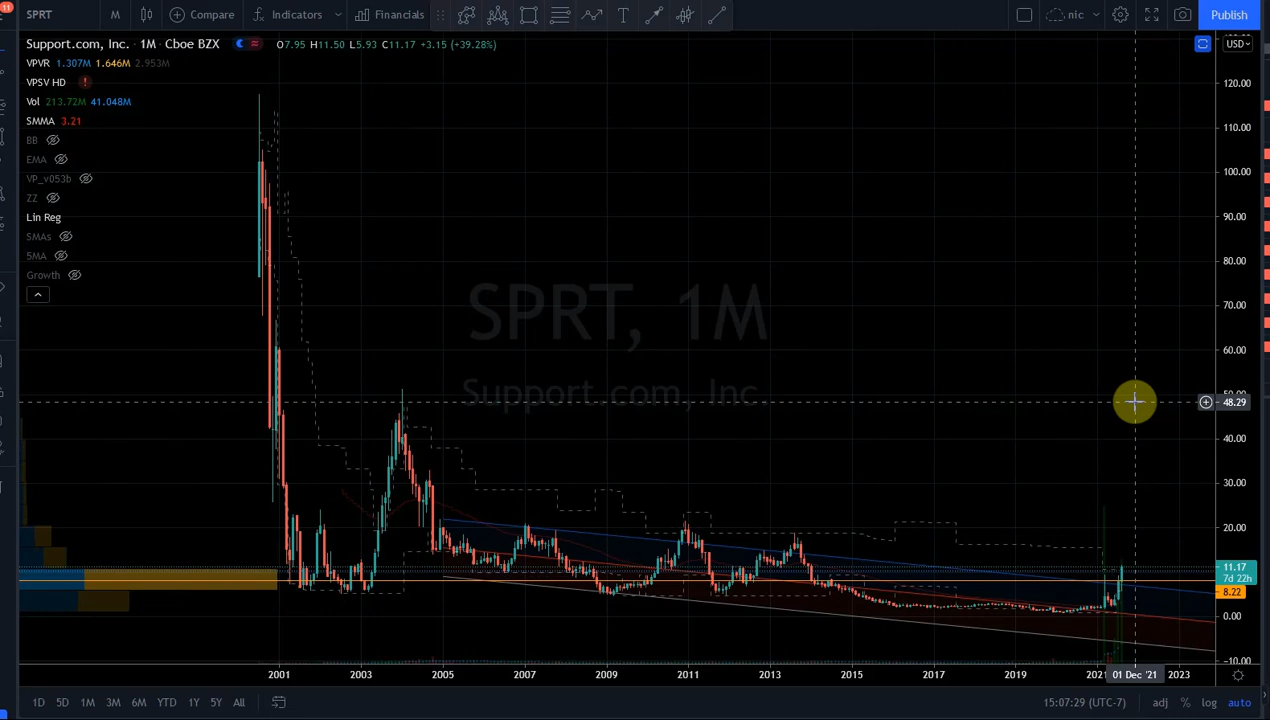 11 SPRT M Compare Indicators Financials nic Publish
Support.com, Inc. · 1M · Cboe BZX O7.95 H11.50 L5.93 C11.17 +3.15 (+39.28%) USD
VPVR 1.307M 1.646M 2.953M
VPSV HD !
Vol 213.72M 41.048M
SMMA 3.21
BB
EMA
VP_v053b
ZZ
Lin Reg
SMAs
SMA
Growth
SPRT, 1M
Support.com, Inc.
120.00
110.00
100.00
90.00
80.00
70.00
60.00
48.29
40.00
30.00
20.00
11.17
7d 22h
8.22
0.00
-10.00
2001 2003 2005 2007 2009 2011 2013 2015 2017 2019 2021 01 Dec '21 2023
1D 5D 1M 3M 6M YTD 1Y 5Y All 15:07:29 (UTC-7) adj % log auto